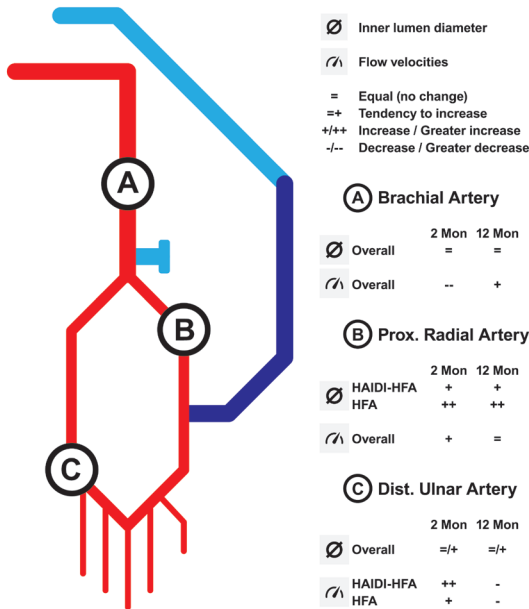 Inner lumen diameter
Flow velocities
= Equal (no change)
=+ Tendency to increase
+/++ Increase / Greater increase
-/-- Decrease / Greater decrease
A
A Brachial Artery
2 Mon 12 Mon
Ø Overall = =
Overall -- +
B
B Prox. Radial Artery
2 Mon 12 Mon
HAIDI-HFA + +
Ø
HFA ++ ++
Overall + =
C
C Dist. Ulnar Artery
2 Mon 12 Mon
Ø Overall =/+ =/+
HAIDI-HFA ++ -
HFA + -